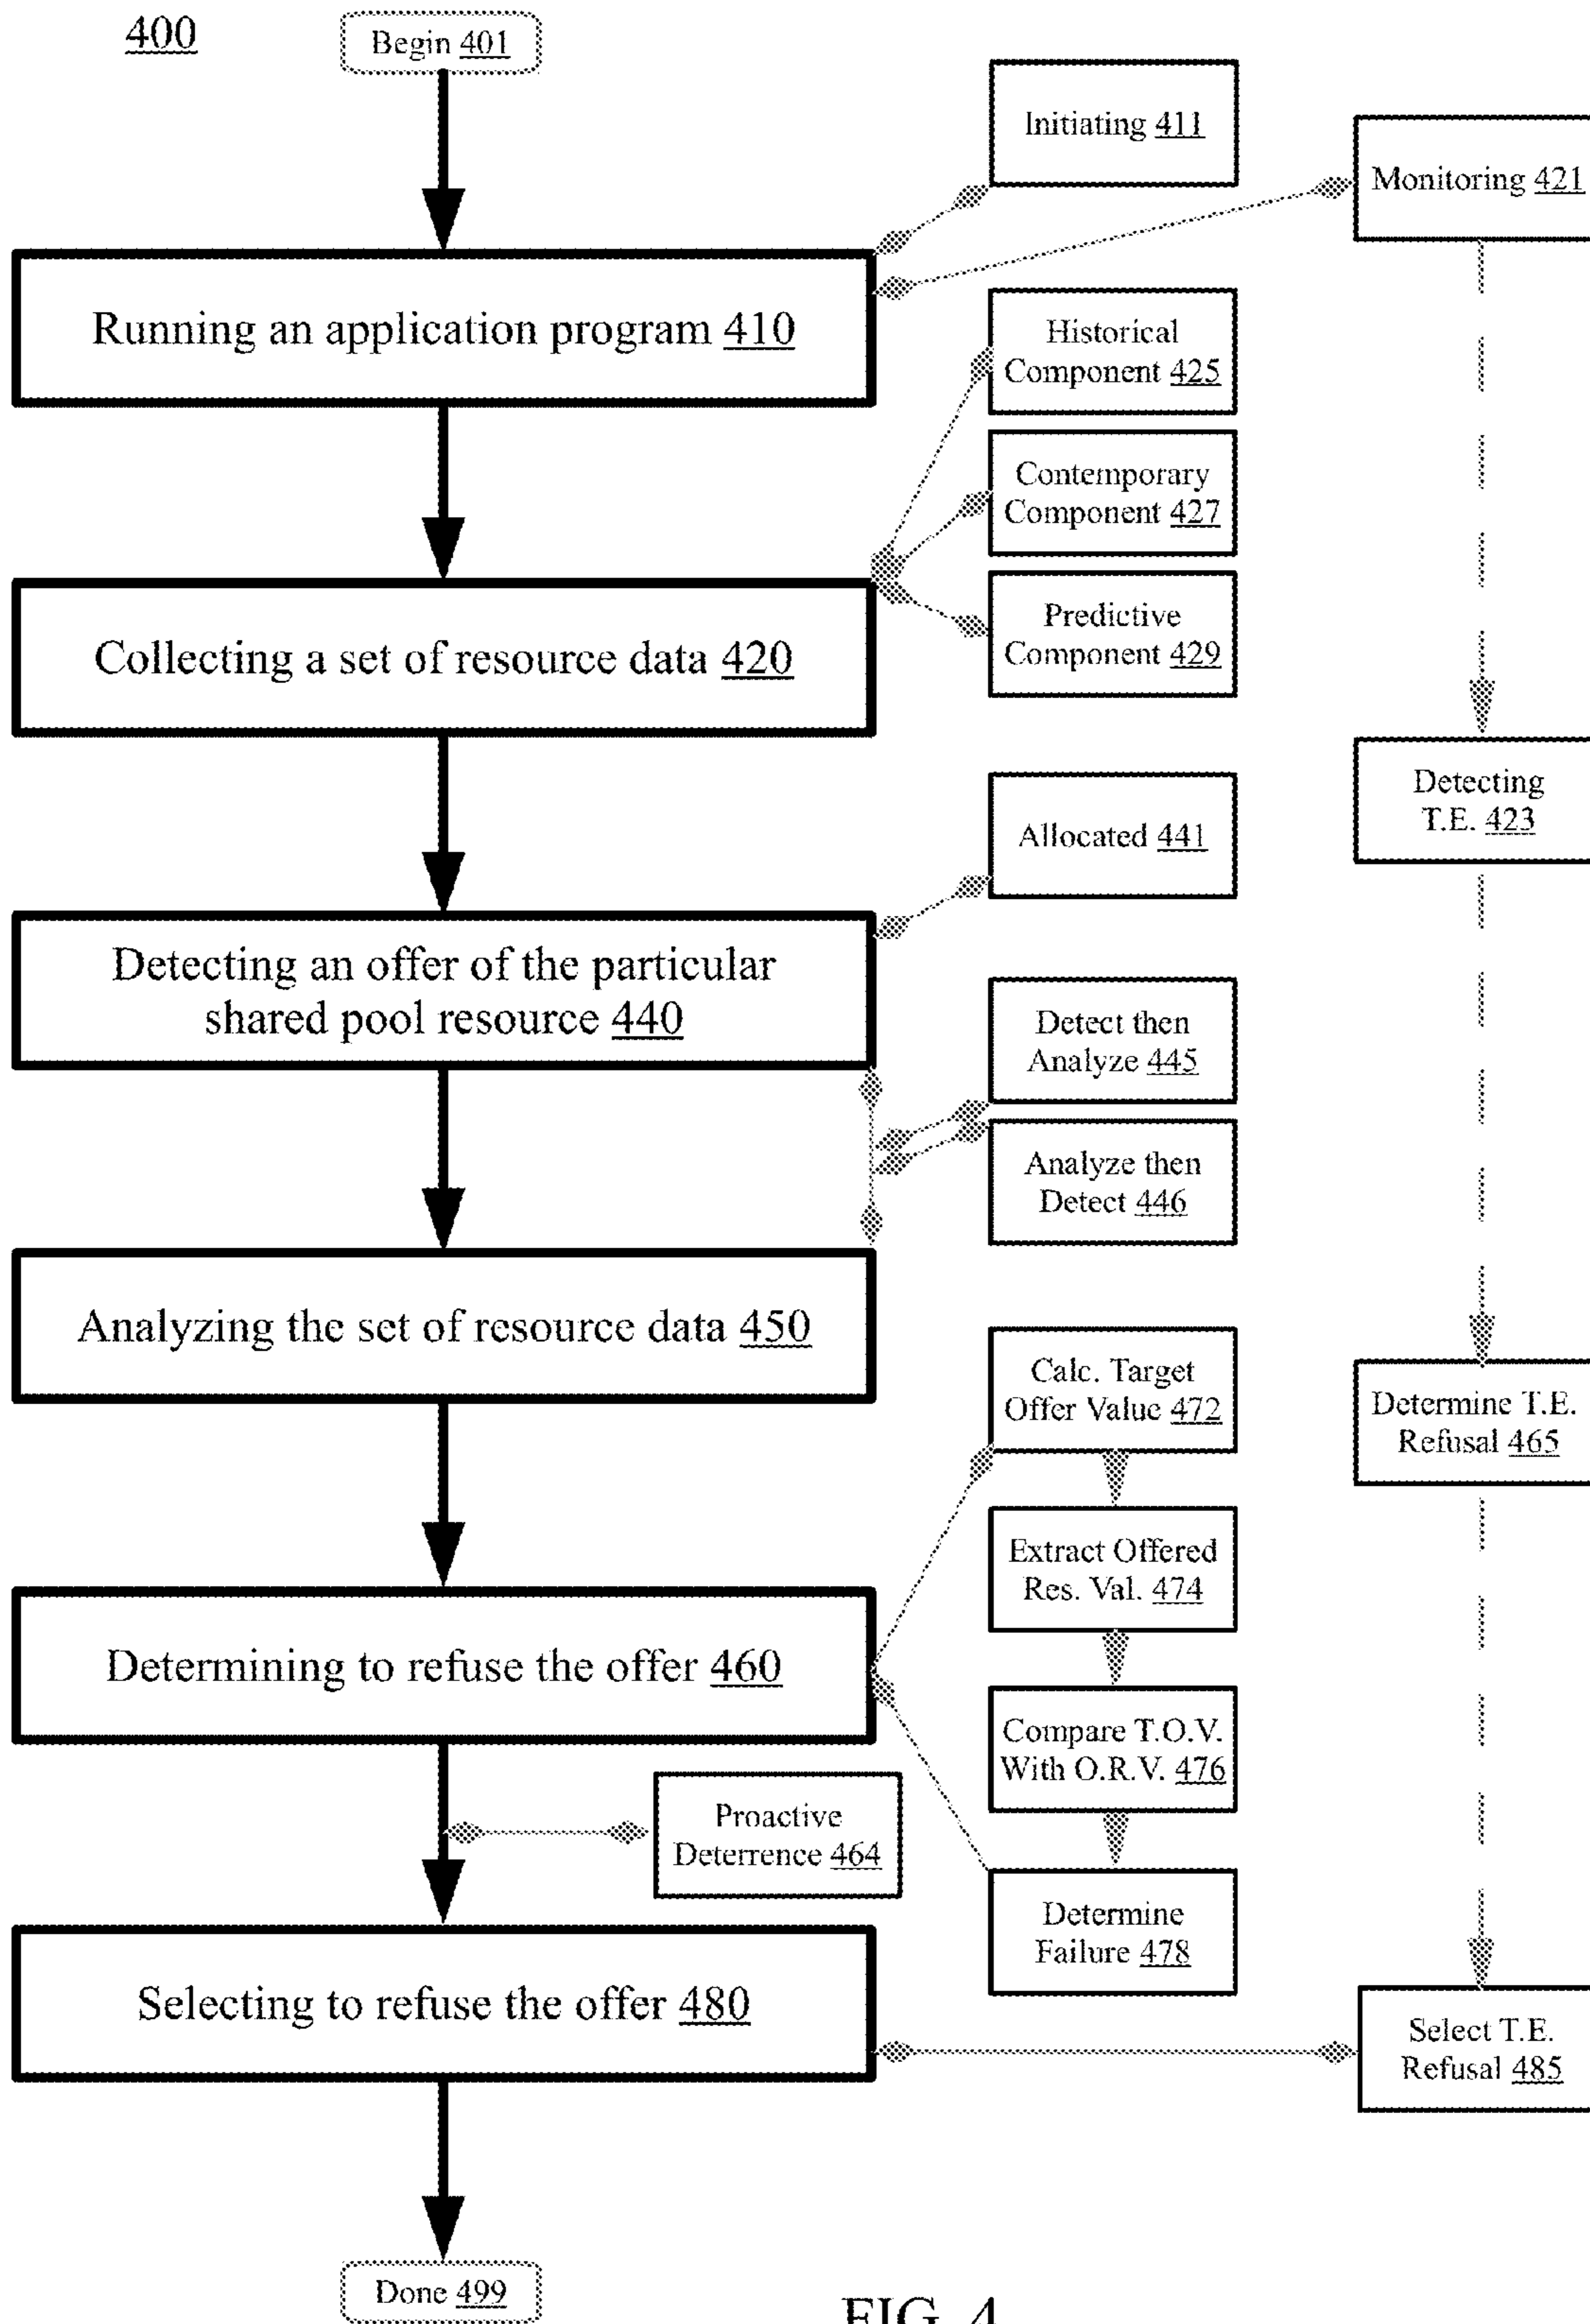 400
Begin 401
Initiating 411
Monitoring 421
Running an application program 410
Historical
Component 425
Contemporary
Component 427
Predictive
Component 429
Collecting a set of resource data 420
Detecting
T.E. 423
Allocated 441
Detecting an offer of the particular
shared pool resource 440
Detect then
Analyze 445
Analyze then
Detect 446
Analyzing the set of resource data 450
Calc. Target
Offer Value 472
Determine T.E.
Refusal 465
Extract Offered
Res. Val. 474
Determining to refuse the offer 460
Compare T.O.V.
With O.R.V. 476
Proactive
Deterrence 464
Determine
Failure 478
Selecting to refuse the offer 480
Select T.E.
Refusal 485
Done 499
FIG. 4